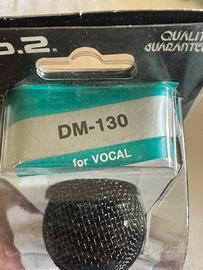 QUALITY
GUARANTEE
DM-130
for VOCAL